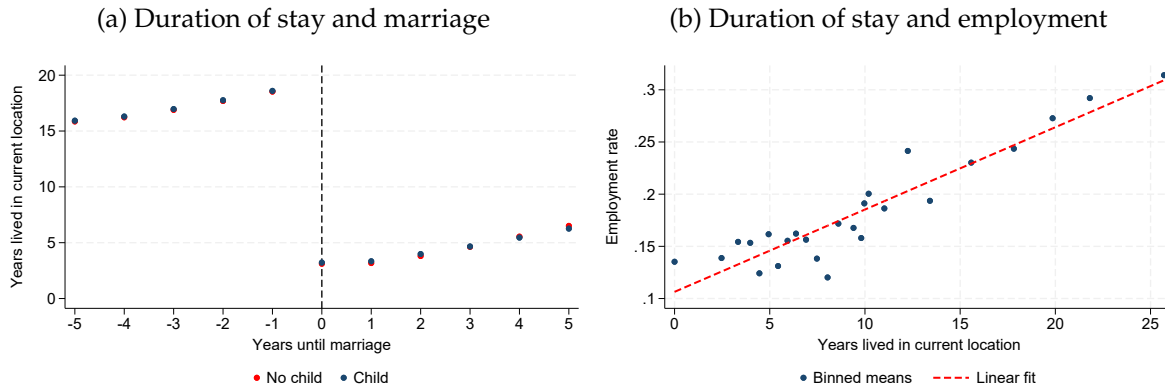 (a) Duration of stay and marriage
Years lived in current location
20
15
10
5
0
-5 -4 -3 -2 -1 0 1 2 3 4 5
Years until marriage
No child Child
(b) Duration of stay and employment
Employment rate
.3
.25
.2
.15
.1
0 5 10 15 20 25
Years lived in current location
Binned means Linear fit